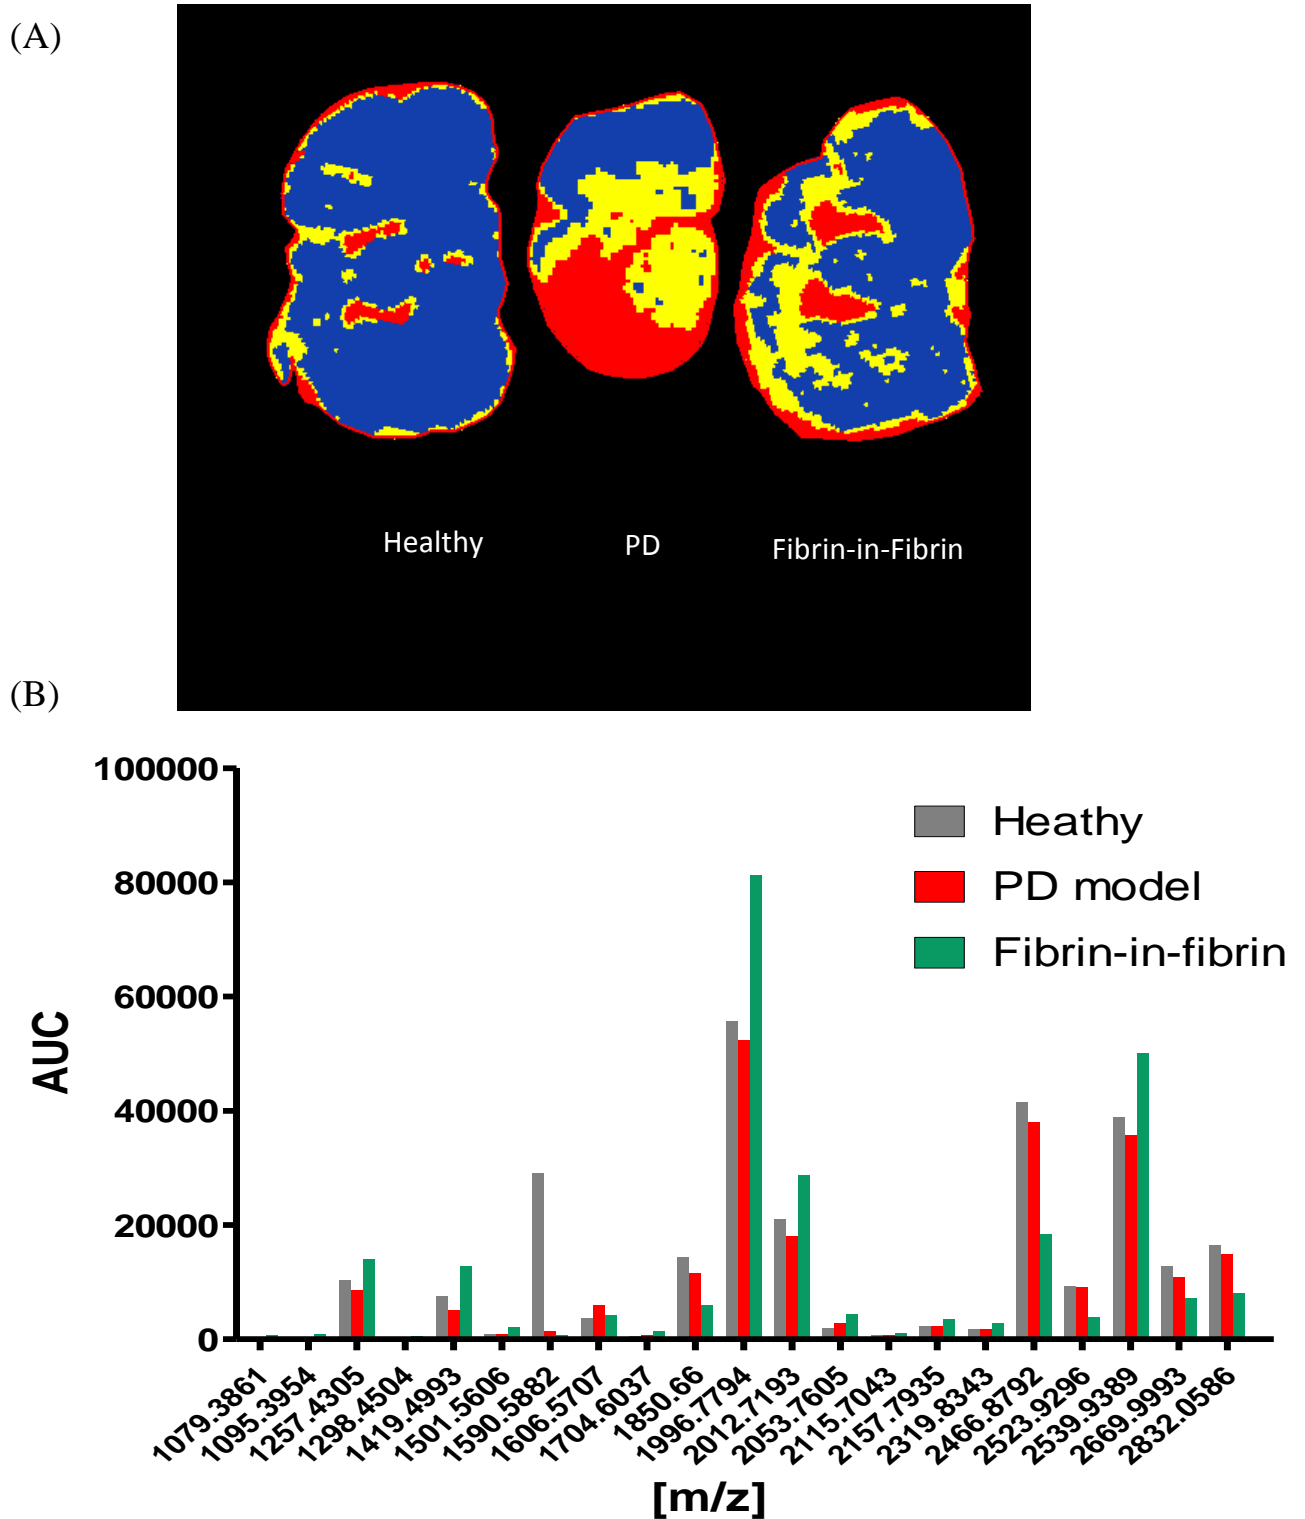 (A)
Healthy
PD
Fibrin-in-Fibrin
(B)
100000
80000
60000
40000
20000
0
AUC
Heathy
PD model
Fibrin-in-fibrin
1079.3861
1095.3954
1257.4305
1298.4504
1419.4993
1501.5606
1590.5882
1606.5707
1704.6037
1850.66
1996.7794
2012.7193
2053.7605
2115.7043
2157.7935
2319.8343
2466.8792
2523.9296
2539.9389
2669.9993
2832.0586
[m/z]